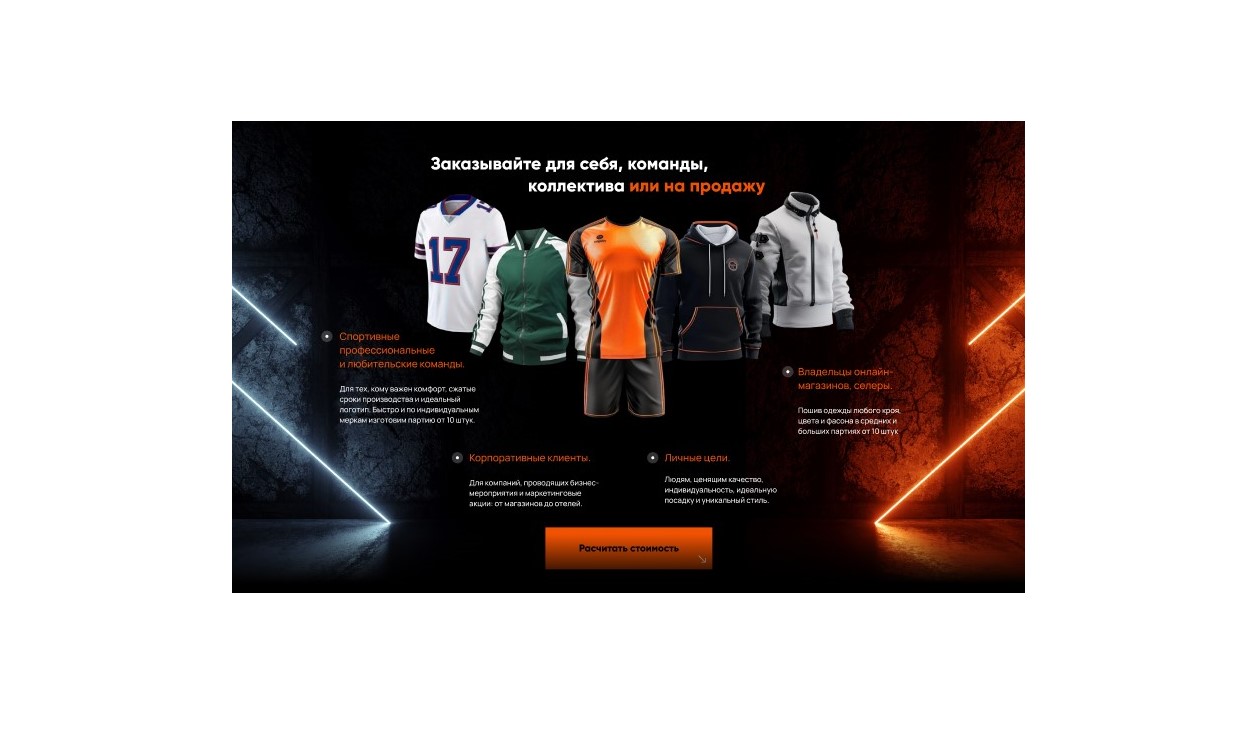 Заказывайте для себя, команды,
коллектива или на продажу
17
Спортивные
профессиональные
и любительские команды.
Для тех, кому важен комфорт, сжатые
сроки производства и идеальный
логотип. Быстро и по индивидуальным
меркам изготовим партию от 10 штук.
Владельцы онлайн-
магазинов, селеры.
Пошив одежды любого кроя,
цвета и фасона в средних и
больших партиях от 10 штук
Корпоративные клиенты.
Для компаний, проводящих бизнес-
мероприятия и маркетинговые
акции: от магазинов до отелей.
Личные цели.
Людям, ценящим качество,
индивидуальность, идеальную
посадку и уникальный стиль.
Расчитать стоимость